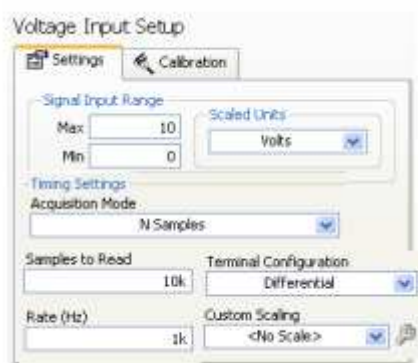 Voltage Input Setup
Settings Calibration
Signal Input Range
Max 10
Min 0
Scaled Units
Volts
Timing Settings
Acquisition Mode
N Samples
Samples to Read
10k
Terminal Configuration
Differential
Rate (Hz)
1k
Custom Scaling
<No Scale>